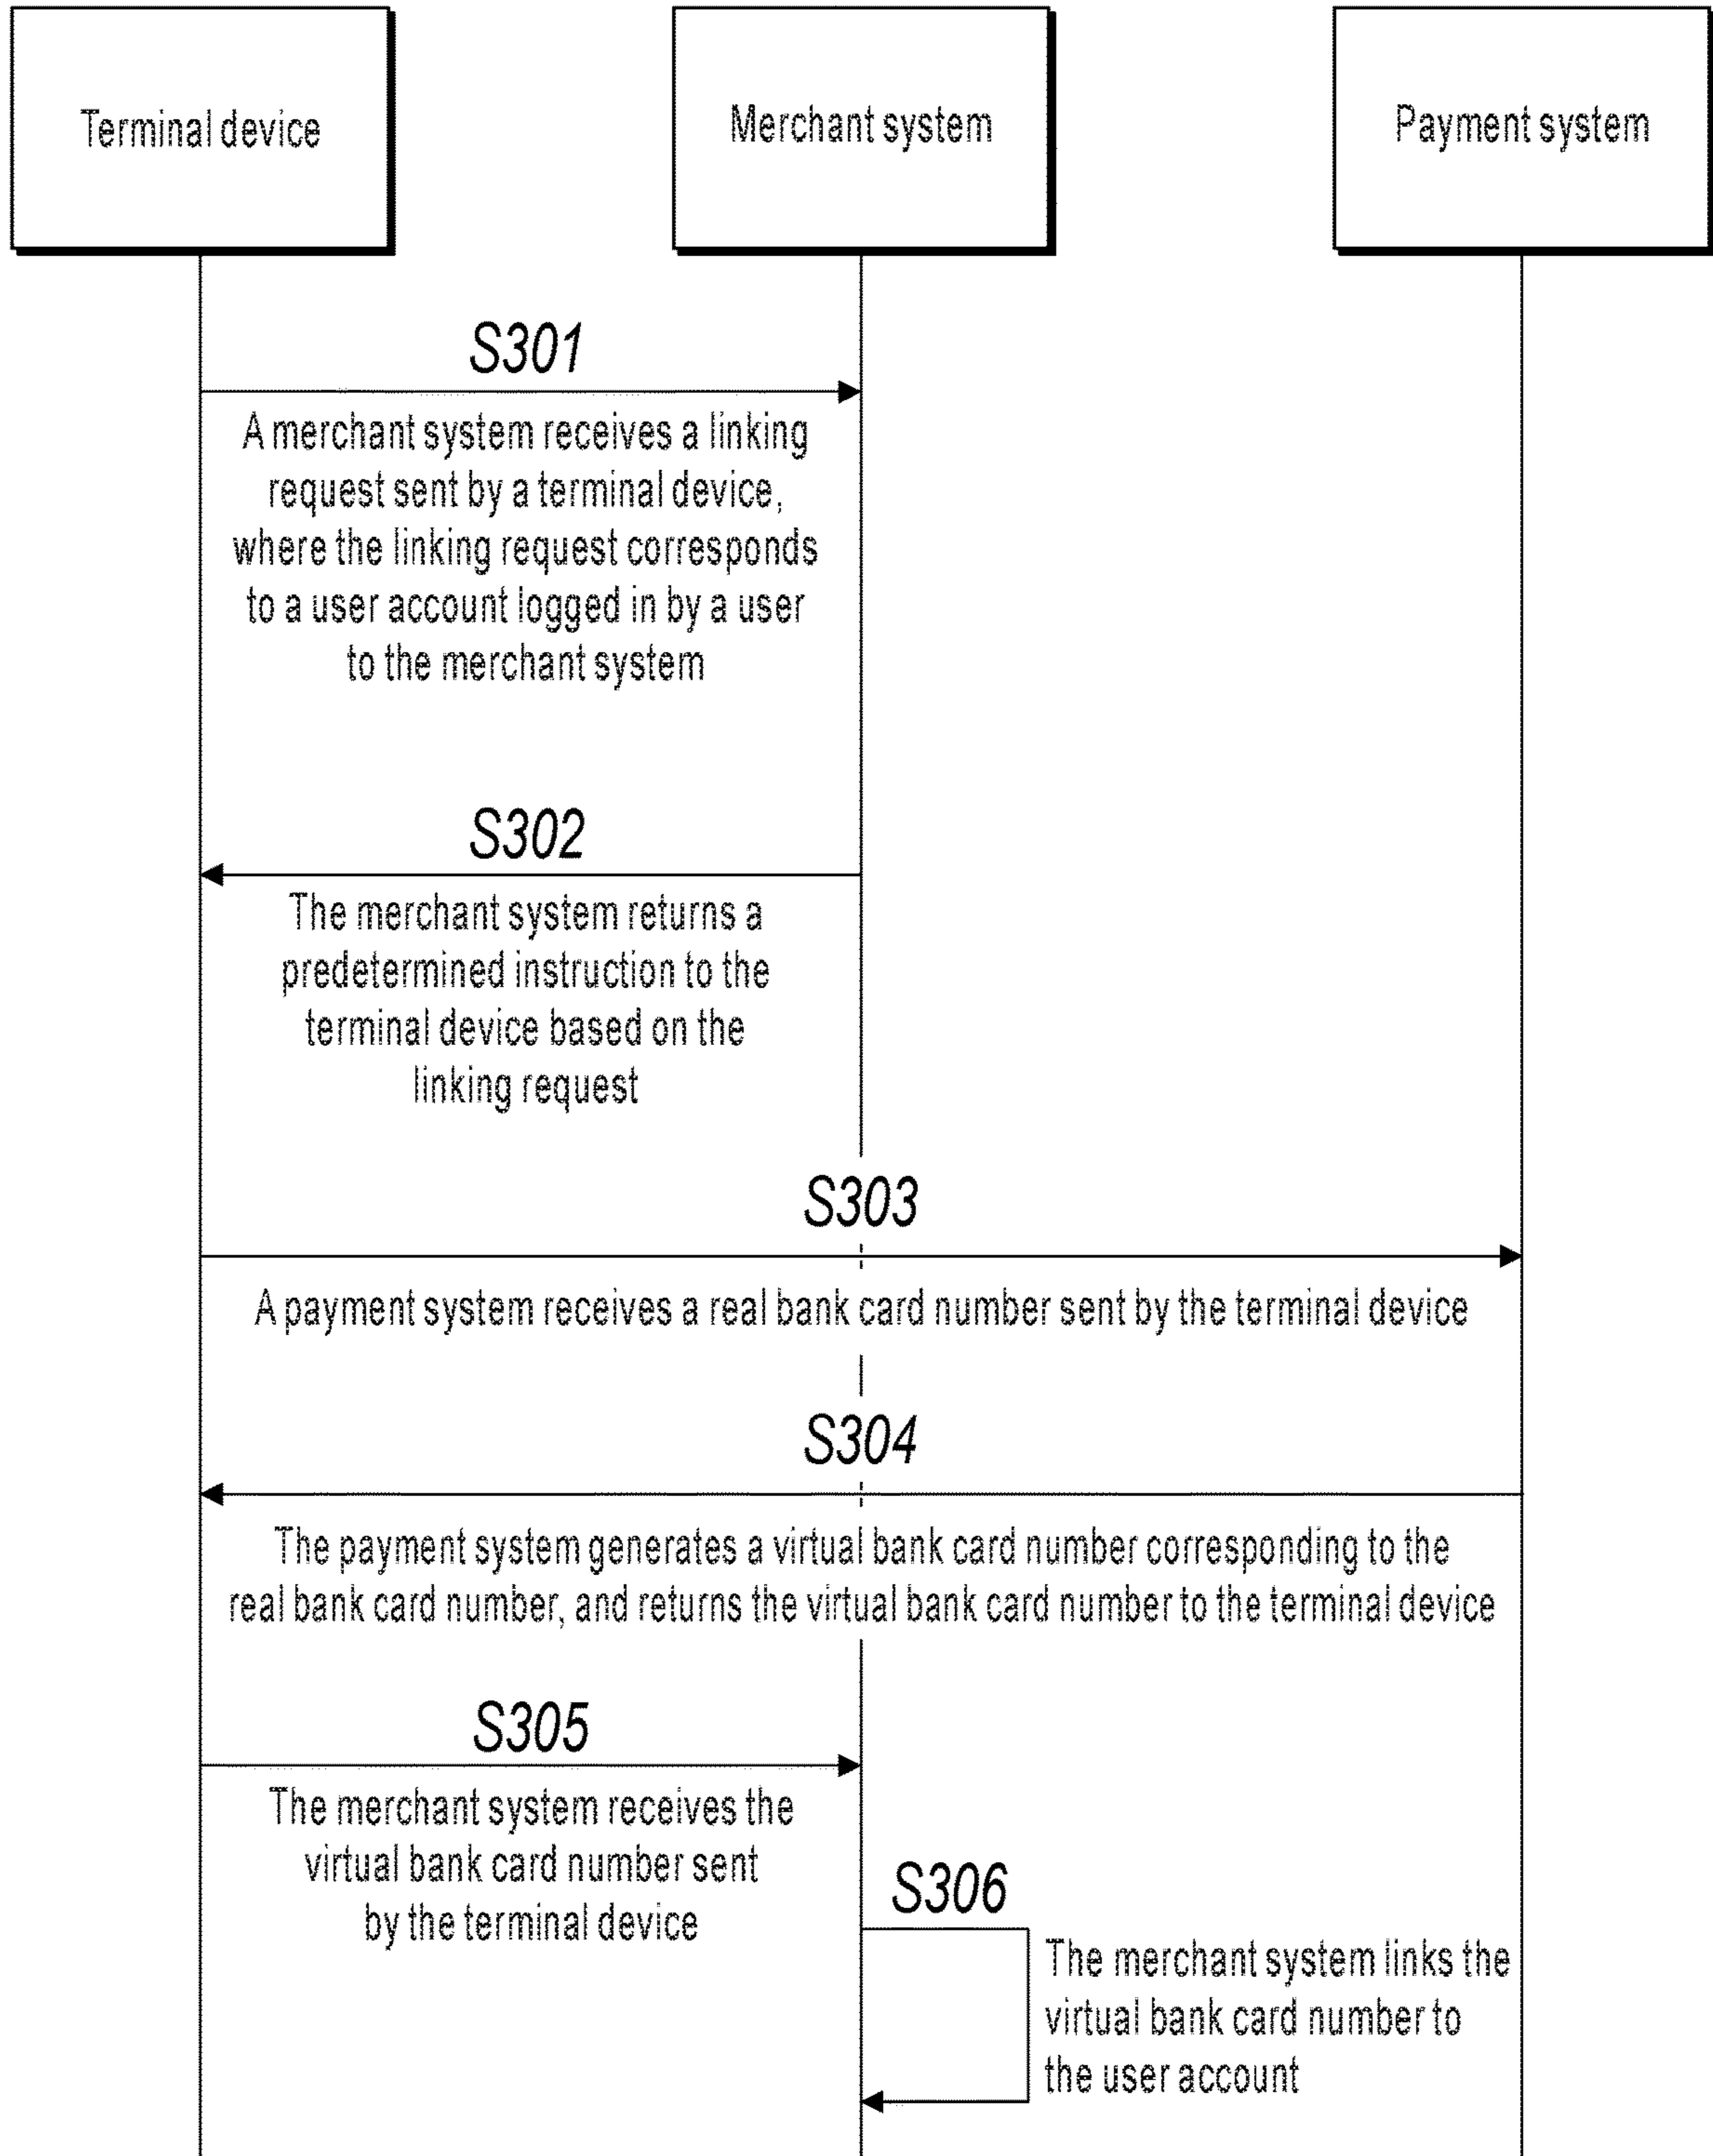 Terminal device
Merchant system
Payment system
S301
A merchant system receives a linking
request sent by a terminal device,
where the linking request corresponds
to a user account logged in by a user
to the merchant system
S302
The merchant system returns a
predetermined instruction to the
terminal device based on the
linking request
S303
A payment system receives a real bank card number sent by the terminal device
S304
The payment system generates a virtual bank card number corresponding to the
real bank card number, and returns the virtual bank card number to the terminal device
S305
The merchant system receives the
virtual bank card number sent
by the terminal device
S306
The merchant system links the
virtual bank card number to
the user account